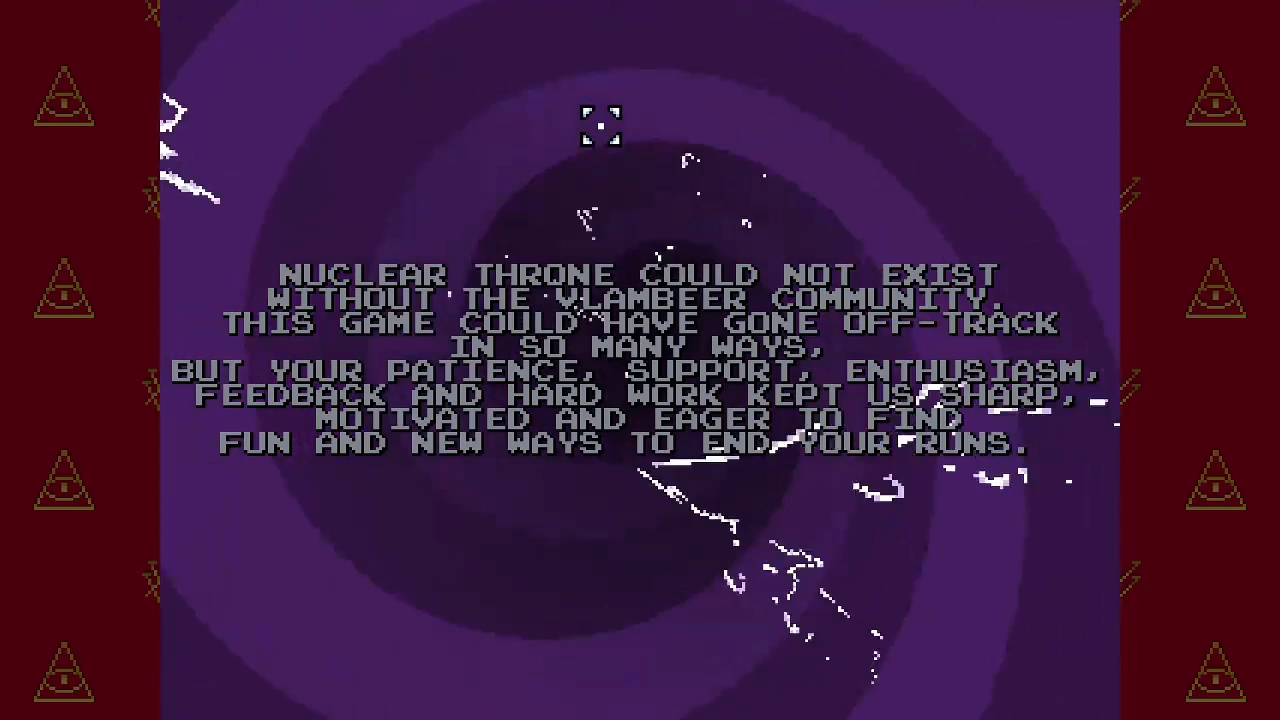 NUCLEAR THRONE COULD NOT EXIST
WITHOUT THE VLAMBEER COMMUNITY.
THIS GAME COULD HAVE GONE OFF-TRACK
IN SO MANY WAYS,
BUT YOUR PATIENCE, SUPPORT, ENTHUSIASM,
FEEDBACK AND HARD WORK KEPT US SHARP,
MOTIVATED AND EAGER TO FIND
FUN AND NEW WAYS TO END YOUR RUNS.